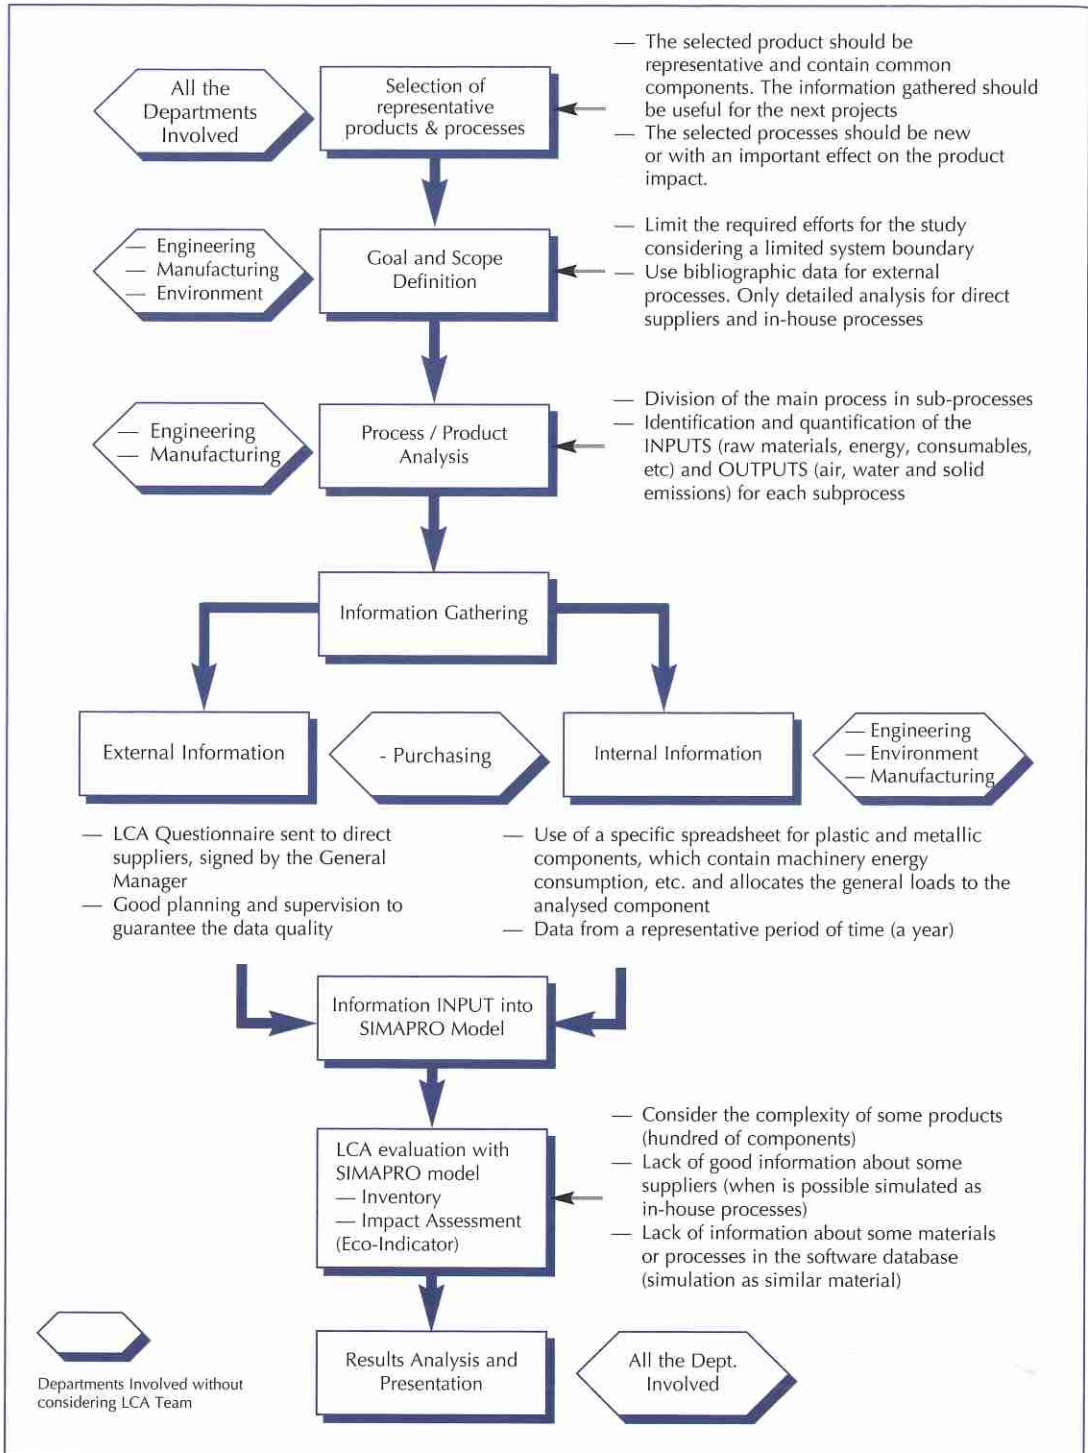 All the
Departments
Involved
Selection of
representative
products & processes
— The selected product should be
representative and contain common
components. The information gathered should
be useful for the next projects
— The selected processes should be new
or with an important effect on the product
impact.
— Engineering
— Manufacturing
— Environment
Goal and Scope
Definition
— Limit the required efforts for the study
considering a limited system boundary
— Use bibliographic data for external
processes. Only detailed analysis for direct
suppliers and in-house processes
— Engineering
— Manufacturing
Process / Product
Analysis
— Division of the main process in sub-processes
— Identification and quantification of the
INPUTS (raw materials, energy, consumables,
etc) and OUTPUTS (air, water and solid
emissions) for each subprocess
Information Gathering
External Information
- Purchasing
Internal Information
— Engineering
— Environment
— Manufacturing
— LCA Questionnaire sent to direct
suppliers, signed by the General
Manager
— Good planning and supervision to
guarantee the data quality
— Use of a specific spreadsheet for plastic and metallic
components, which contain machinery energy
consumption, etc. and allocates the general loads to the
analysed component
— Data from a representative period of time (a year)
Information INPUT into
SIMAPRO Model
LCA evaluation with
SIMAPRO model
— Inventory
— Impact Assessment
(Eco-Indicator)
— Consider the complexity of some products
(hundred of components)
— Lack of good information about some
suppliers (when is possible simulated as
in-house processes)
— Lack of information about some materials
or processes in the software database
(simulation as similar material)
Results Analysis and
Presentation
All the Dept.
Involved
Departments Involved without
considering LCA Team